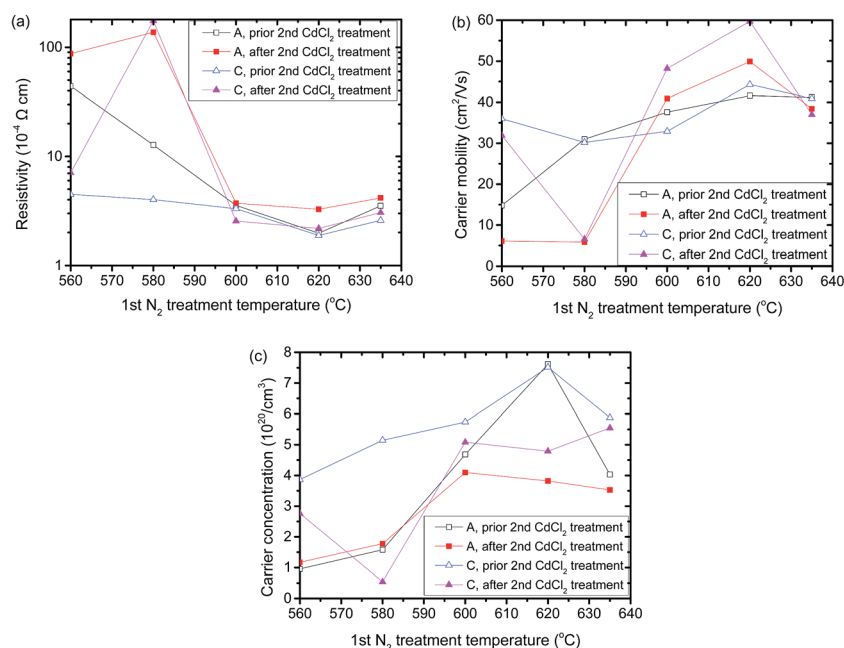 (a)
100
10
1
Resistivity (10⁻⁴ Ω cm)
A, prior 2nd CdCl₂ treatment
A, after 2nd CdCl₂ treatment
C, prior 2nd CdCl₂ treatment
C, after 2nd CdCl₂ treatment
560 570 580 590 600 610 620 630 640
1st N₂ treatment temperature (°C)
(b)
60
50
40
30
20
10
0
Carrier mobility (cm²/Vs)
A, prior 2nd CdCl₂ treatment
A, after 2nd CdCl₂ treatment
C, prior 2nd CdCl₂ treatment
C, after 2nd CdCl₂ treatment
560 570 580 590 600 610 620 630 640
1st N₂ treatment temperature (°C)
(c)
8
7
6
5
4
3
2
1
0
Carrier concentration (10²⁰/cm³)
A, prior 2nd CdCl₂ treatment
A, after 2nd CdCl₂ treatment
C, prior 2nd CdCl₂ treatment
C, after 2nd CdCl₂ treatment
560 570 580 590 600 610 620 630 640
1st N₂ treatment temperature (°C)